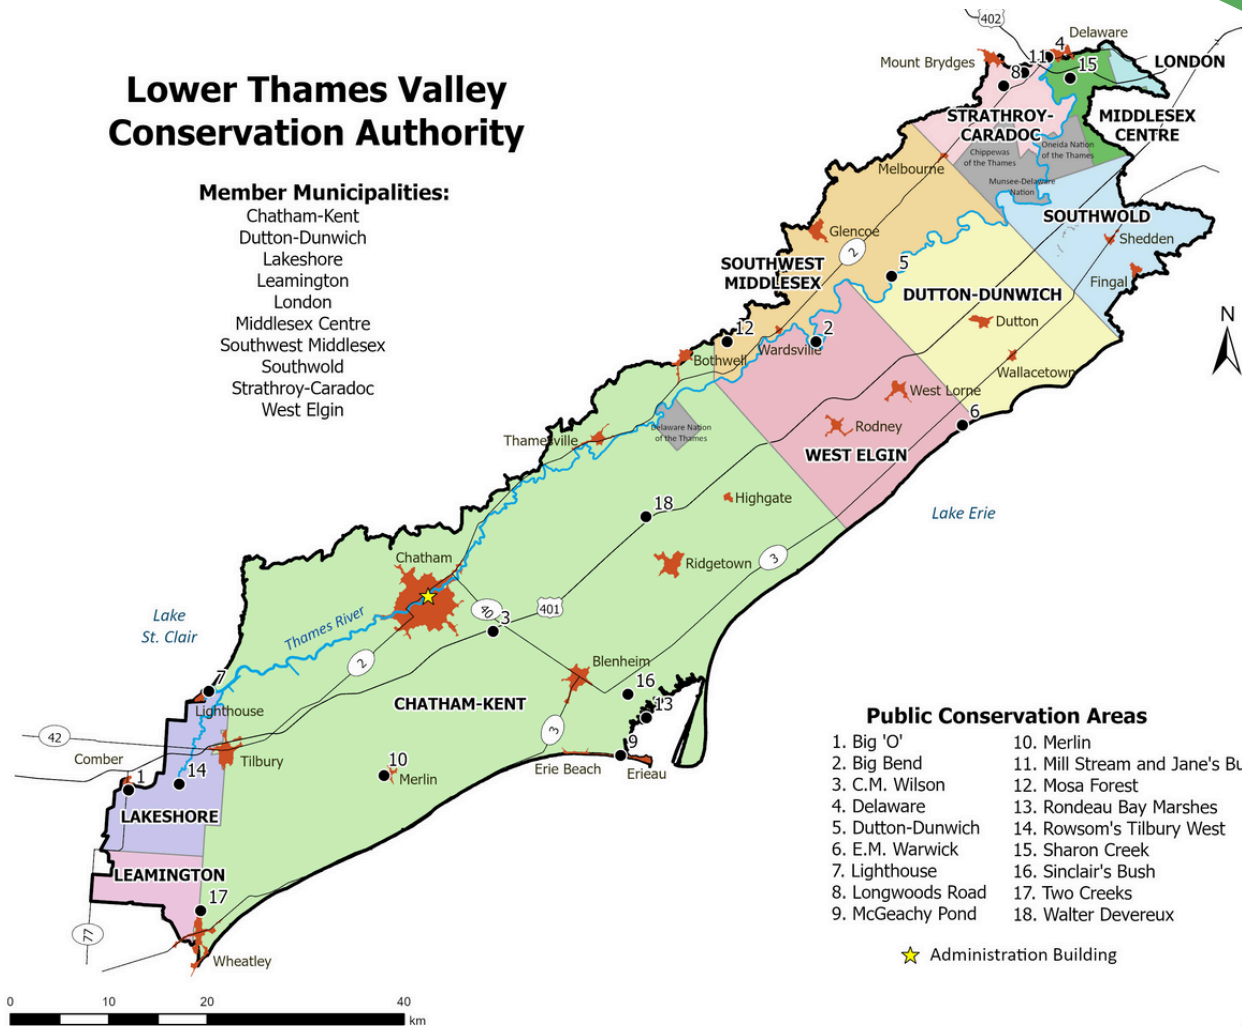 Lower Thames Valley
Conservation Authority
Member Municipalities:
Chatham-Kent
Dutton-Dunwich
Lakeshore
Leamington
London
Middlesex Centre
Southwest Middlesex
Southwold
Strathroy-Caradoc
West Elgin
402
Delaware
4
11
Mount Brydges
8
15
LONDON
STRATHROY-
CARADOC
MIDDLESEX
CENTRE
Oneida Nation
of the Thames
Chippewas
of the Thames
Melbourne
Munsee-Delaware
Nation
SOUTHWOLD
Glencoe
Shedden
2
SOUTHWEST
MIDDLESEX
5
Fingal
DUTTON-DUNWICH
N
12
2
Dutton
Wardsville
Bothwell
Wallacetown
West Lorne
6
Rodney
Delaware Nation
of the Thames
Thamesville
WEST ELGIN
Highgate
18
Lake Erie
Chatham
Ridgetown
3
Lake
St. Clair
Thames River
40
401
3
2
Blenheim
7
16
CHATHAM-KENT
13
Lighthouse
3
42
9
Comber
Tilbury
10
Erie Beach
Erieau
1
14
Merlin
LAKESHORE
LEAMINGTON
17
77
Wheatley
Public Conservation Areas
1. Big 'O'
2. Big Bend
3. C.M. Wilson
4. Delaware
5. Dutton-Dunwich
6. E.M. Warwick
7. Lighthouse
8. Longwoods Road
9. McGeachy Pond
10. Merlin
11. Mill Stream and Jane's Bu
12. Mosa Forest
13. Rondeau Bay Marshes
14. Rowsom's Tilbury West
15. Sharon Creek
16. Sinclair's Bush
17. Two Creeks
18. Walter Devereux
Administration Building
0 10 20 40
km